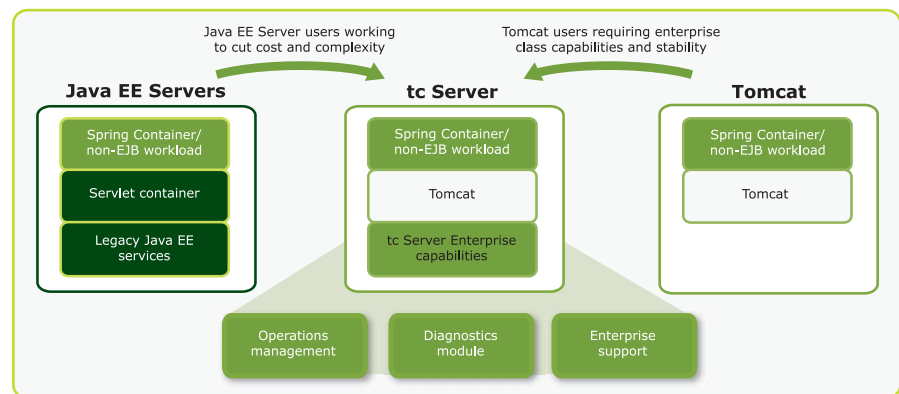 Java EE Server users working
to cut cost and complexity
Tomcat users requiring enterprise
class capabilities and stability
Java EE Servers
tc Server
Tomcat
Spring Container/
non-EJB workload
Servlet container
Legacy Java EE
services
Spring Container/
non-EJB workload
Tomcat
tc Server Enterprise
capabilities
Spring Container/
non-EJB workload
Tomcat
Operations
management
Diagnostics
module
Enterprise
support